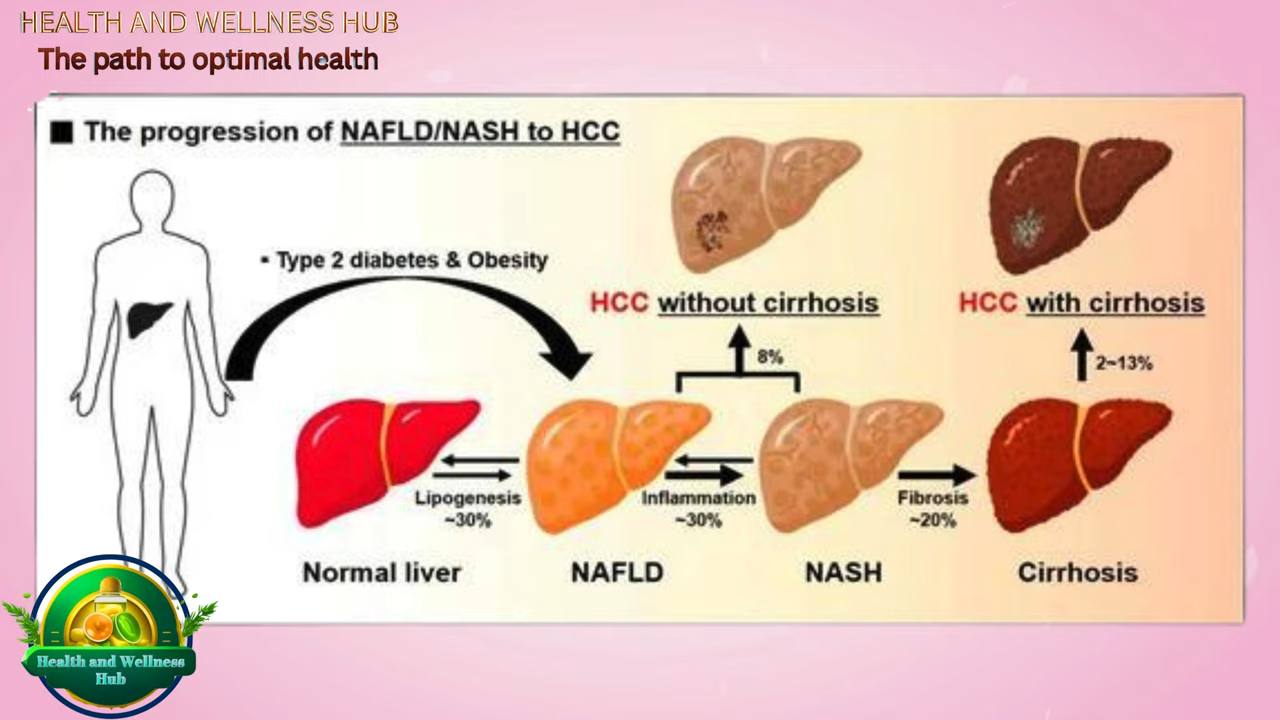 HEALTH AND WELLNESS HUB
The path to optimal health
■ The progression of NAFLD/NASH to HCC
▪ Type 2 diabetes & Obesity
HCC without cirrhosis
HCC with cirrhosis
8%
2~13%
Lipogenesis
~30%
Inflammation
~30%
Fibrosis
~20%
Normal liver
NAFLD
NASH
Cirrhosis
Health and Wellness
Hub